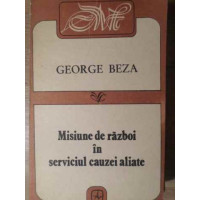 GEORGE BEZA
Misiune de război
în
serviciul cauzei aliate